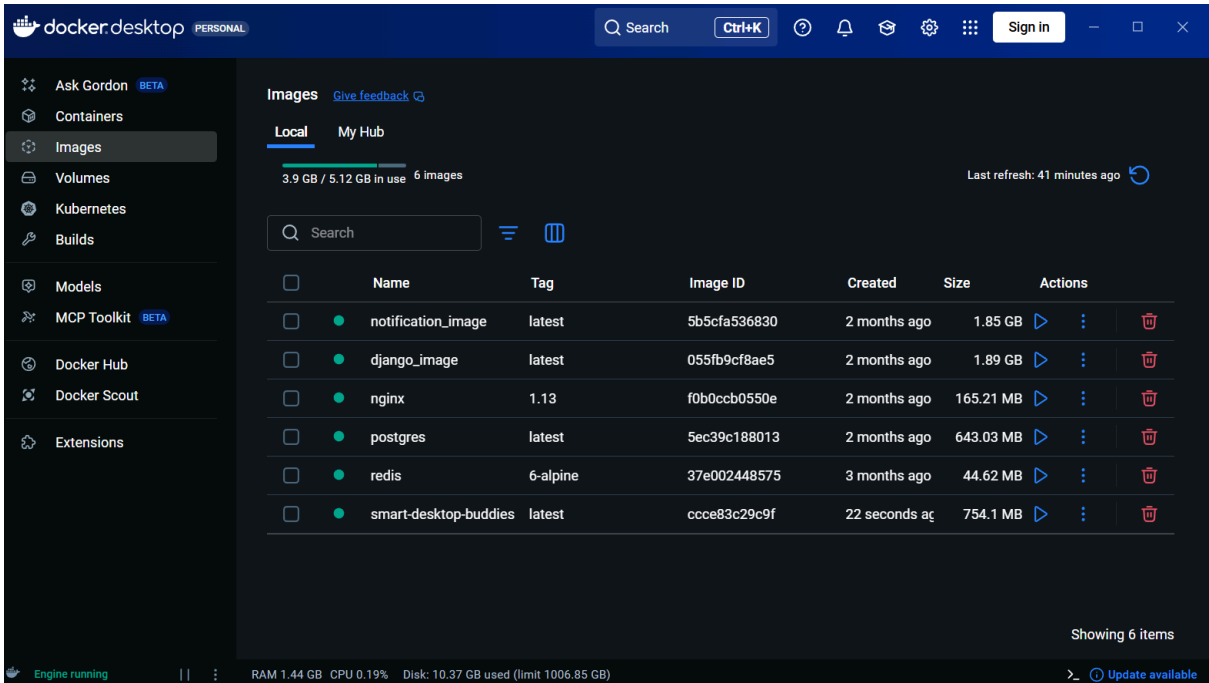 docker.desktop PERSONAL Search Ctrl+K Sign in
Ask Gordon BETA
Containers
Images
Volumes
Kubernetes
Builds
Models
MCP Toolkit BETA
Docker Hub
Docker Scout
Extensions
Images Give feedback
Local My Hub
3.9 GB / 5.12 GB in use 6 images Last refresh: 41 minutes ago
Search
Name Tag Image ID Created Size Actions
notification_image latest 5b5cfa536830 2 months ago 1.85 GB
django_image latest 055fb9cf8ae5 2 months ago 1.89 GB
nginx 1.13 f0b0ccb0550e 2 months ago 165.21 MB
postgres latest 5ec39c188013 2 months ago 643.03 MB
redis 6-alpine 37e002448575 3 months ago 44.62 MB
smart-desktop-buddies latest ccce83c29c9f 22 seconds ag 754.1 MB
Showing 6 items
Engine running RAM 1.44 GB CPU 0.19% Disk: 10.37 GB used (limit 1006.85 GB) Update available